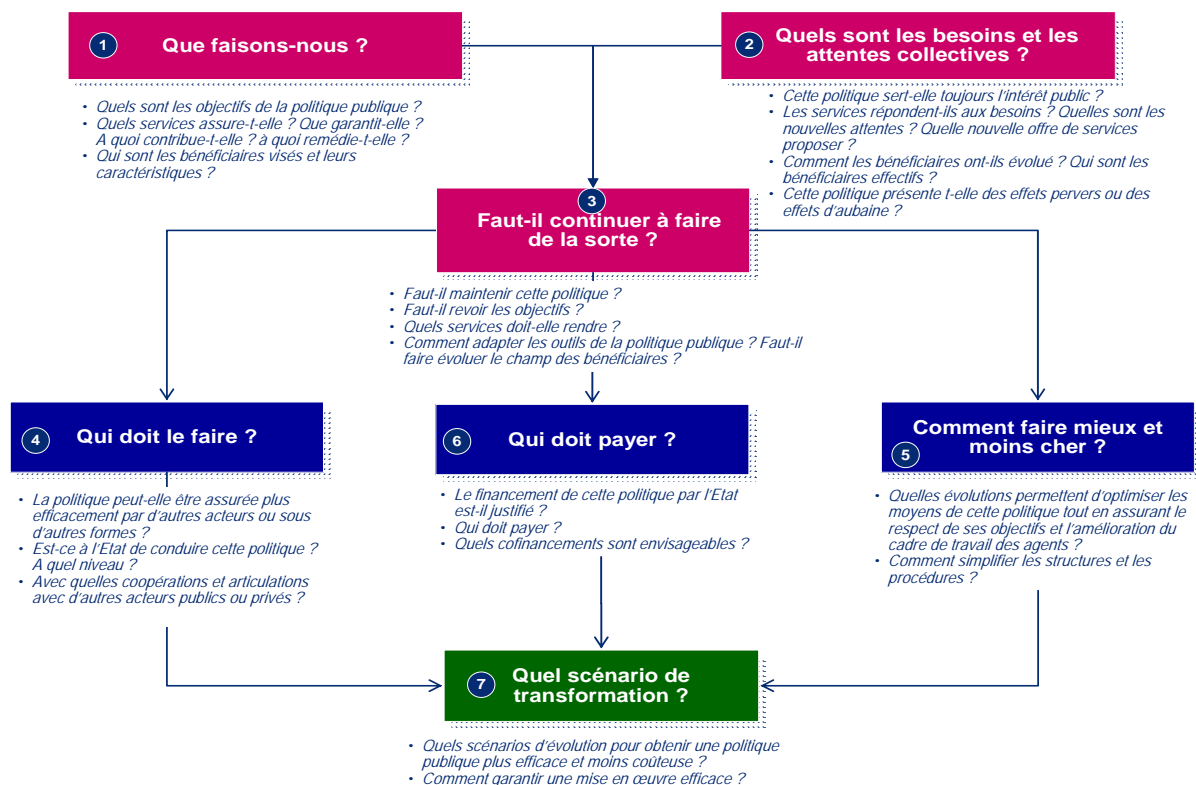 1
Que faisons-nous ?
• Quels sont les objectifs de la politique publique ?
• Quels services assure-t-elle ? Que garantit-elle ?
A quoi contribue-t-elle ? à quoi remédie-t-elle ?
• Qui sont les bénéficiaires visés et leurs
caractéristiques ?
2
Quels sont les besoins et les
attentes collectives ?
• Cette politique sert-elle toujours l'intérêt public ?
• Les services répondent-ils aux besoins ? Quelles sont les
nouvelles attentes ? Quelle nouvelle offre de services
proposer ?
• Comment les bénéficiaires ont-ils évolué ? Qui sont les
bénéficiaires effectifs ?
• Cette politique présente t-elle des effets pervers ou des
effets d'aubaine ?
3
Faut-il continuer à faire
de la sorte ?
• Faut-il maintenir cette politique ?
• Faut-il revoir les objectifs ?
• Quels services doit-elle rendre ?
• Comment adapter les outils de la politique publique ? Faut-il
faire évoluer le champ des bénéficiaires ?
4
Qui doit le faire ?
• La politique peut-elle être assurée plus
efficacement par d'autres acteurs ou sous
d'autres formes ?
• Est-ce à l'Etat de conduire cette politique ?
A quel niveau ?
• Avec quelles coopérations et articulations
avec d'autres acteurs publics ou privés ?
6
Qui doit payer ?
• Le financement de cette politique par l'Etat
est-il justifié ?
• Qui doit payer ?
• Quels cofinancements sont envisageables ?
Comment faire mieux et
moins cher ?
5
• Quelles évolutions permettent d'optimiser les
moyens de cette politique tout en assurant le
respect de ses objectifs et l'amélioration du
cadre de travail des agents ?
• Comment simplifier les structures et les
procédures ?
7
Quel scénario de
transformation ?
• Quels scénarios d'évolution pour obtenir une politique
publique plus efficace et moins coûteuse ?
• Comment garantir une mise en œuvre efficace ?